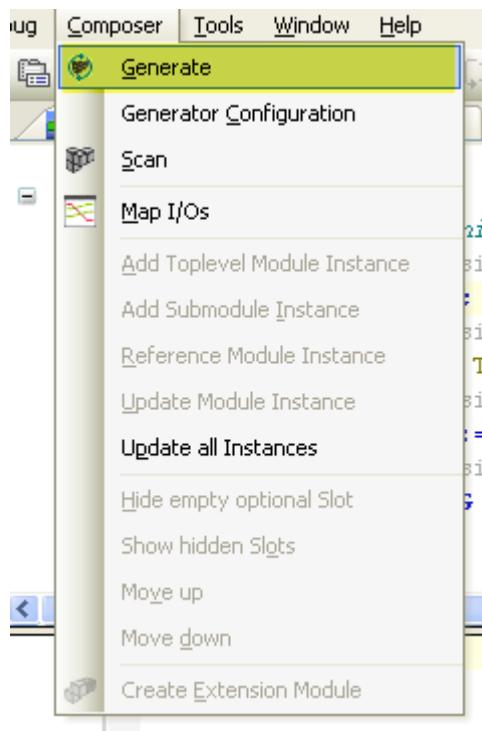 ug Composer Tools Window Help
Generate
Generator Configuration
Scan
Map I/Os
Add Toplevel Module Instance
Add Submodule Instance
Reference Module Instance
Update Module Instance
Update all Instances
Hide empty optional Slot
Show hidden Slots
Move up
Move down
Create Extension Module